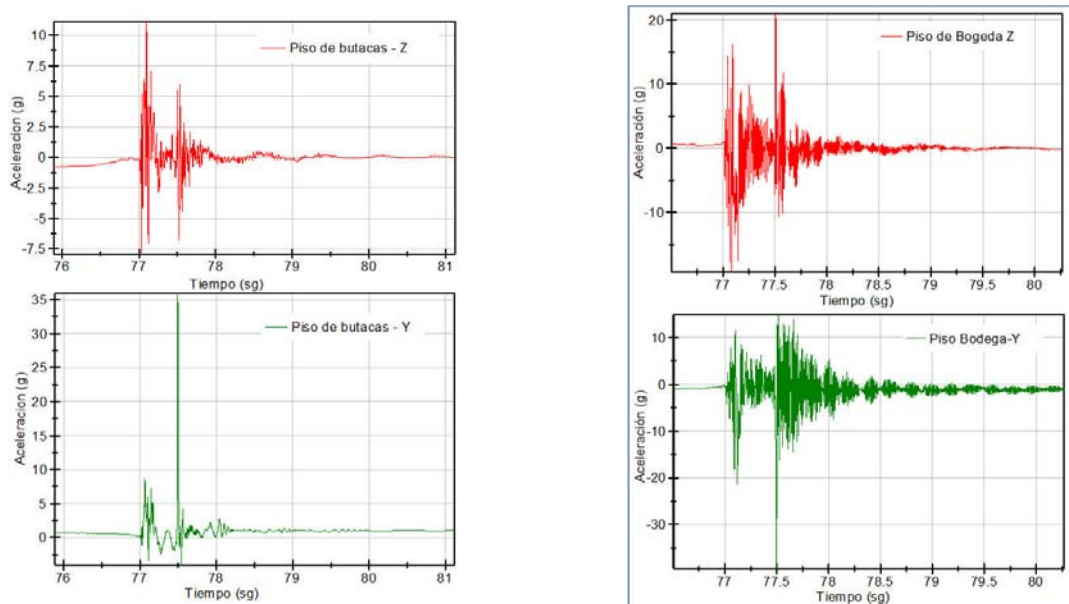 Piso de butacas - Z
Aceleracion (g)
10
7.5
5.0
2.5
0
-2.5
-5.0
-7.5
76 77 78 79 80 81
Tiempo (sg)
Piso de butacas - Y
Aceleracion (g)
35
30
25
20
15
10
5
0
76 77 78 79 80 81
Tiempo (sg)
Piso de Bogeda Z
Aceleración (g)
20
10
0
-10
77 77.5 78 78.5 79 79.5 80
Tiempo (sg)
Piso Bodega-Y
Aceleración (g)
10
0
-10
-20
-30
77 77.5 78 78.5 79 79.5 80
Tiempo (sg)